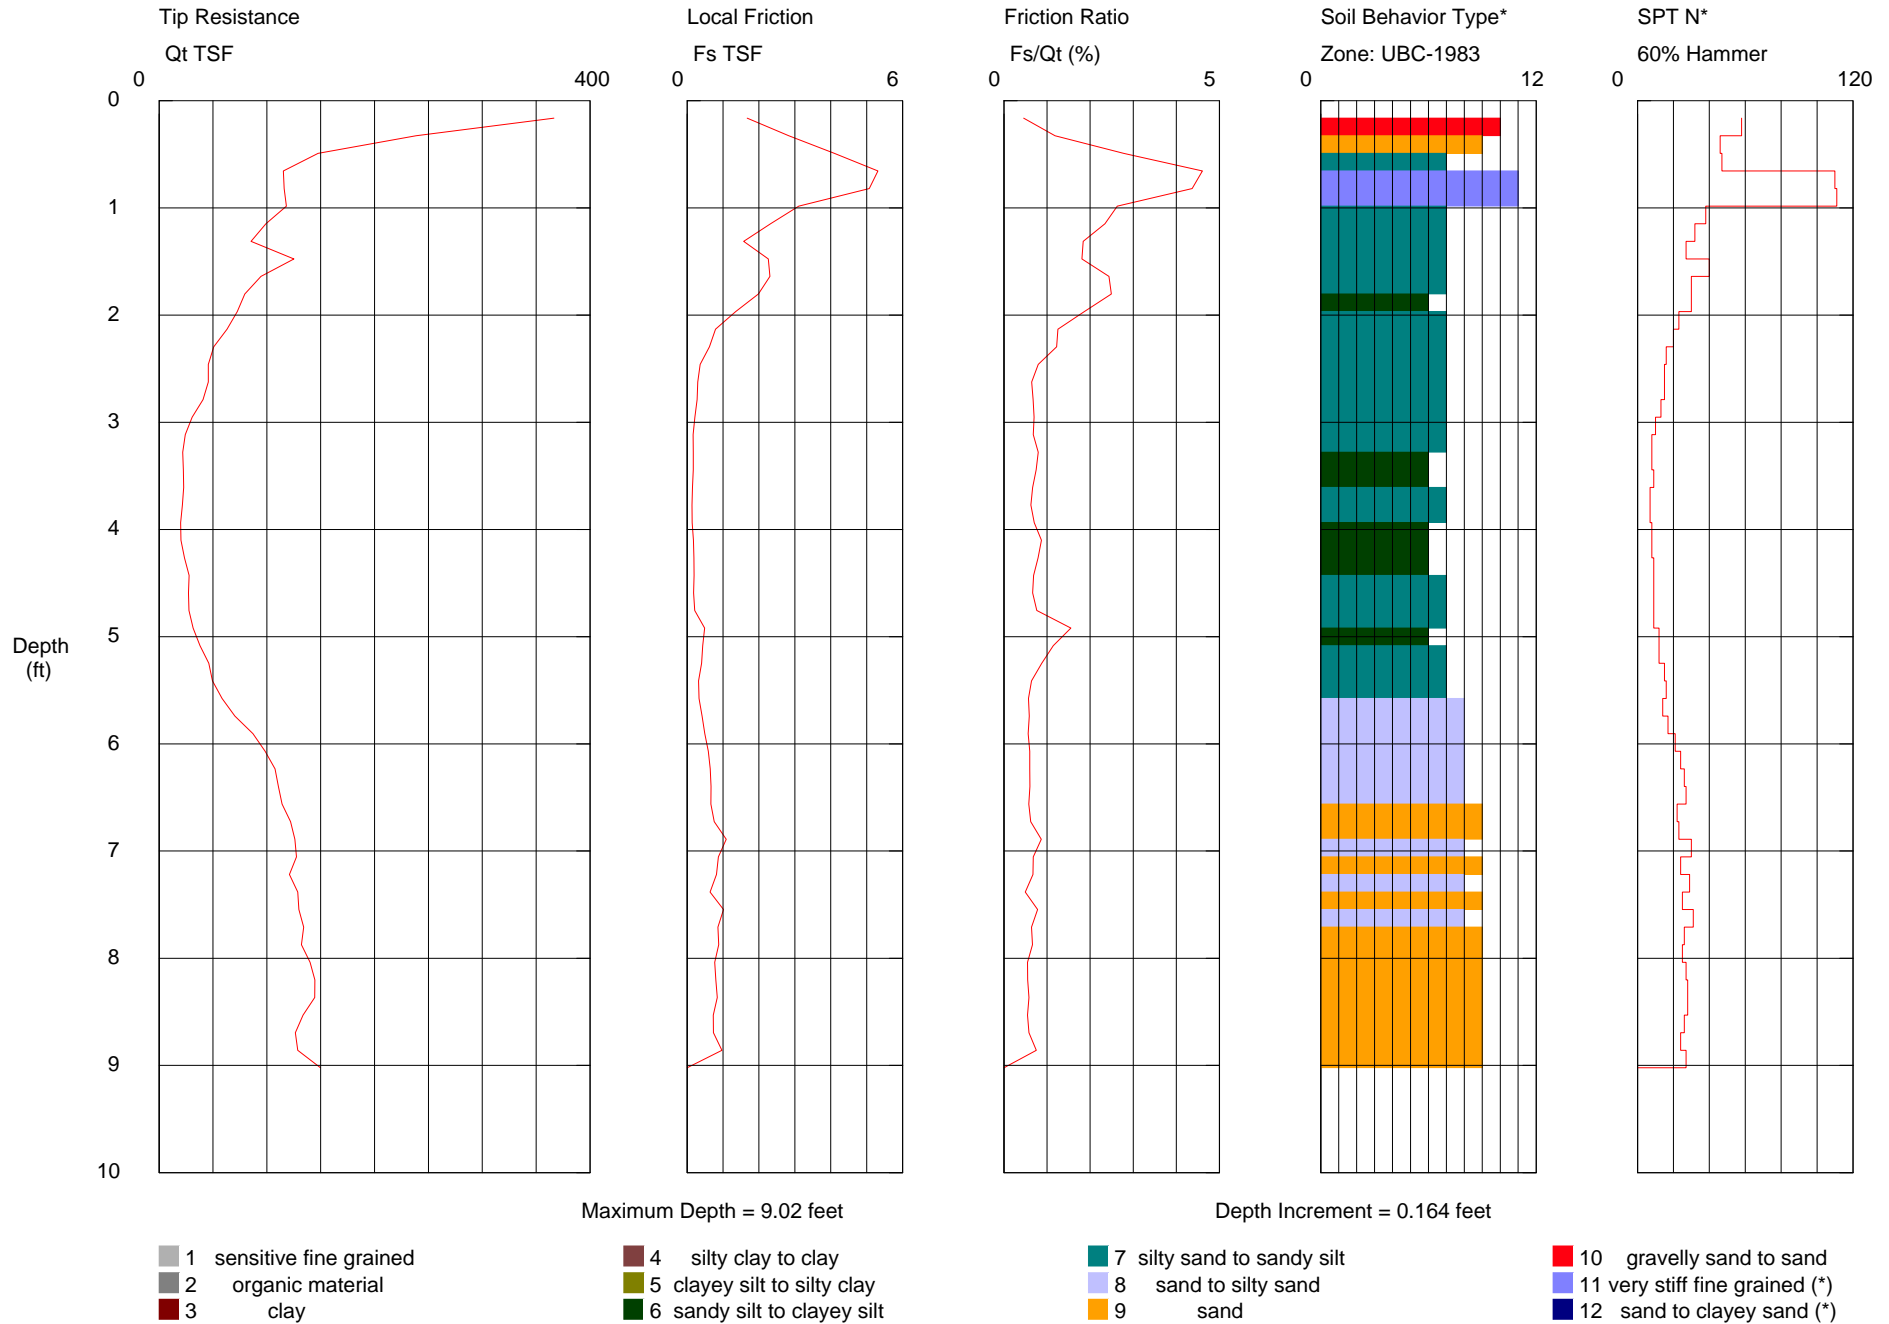 Tip Resistance Local Friction Friction Ratio Soil Behavior Type* SPT N*
Qt TSF Fs TSF Fs/Qt (%) Zone: UBC-1983 60% Hammer
0 400 0 6 0 5 0 12 0 120
0
1
2
3
4
5
Depth
(ft)
6
7
8
9
10
Maximum Depth = 9.02 feet Depth Increment = 0.164 feet
1 sensitive fine grained 4 silty clay to clay 7 silty sand to sandy silt 10 gravelly sand to sand
2 organic material 5 clayey silt to silty clay 8 sand to silty sand 11 very stiff fine grained (*)
3 clay 6 sandy silt to clayey silt 9 sand 12 sand to clayey sand (*)